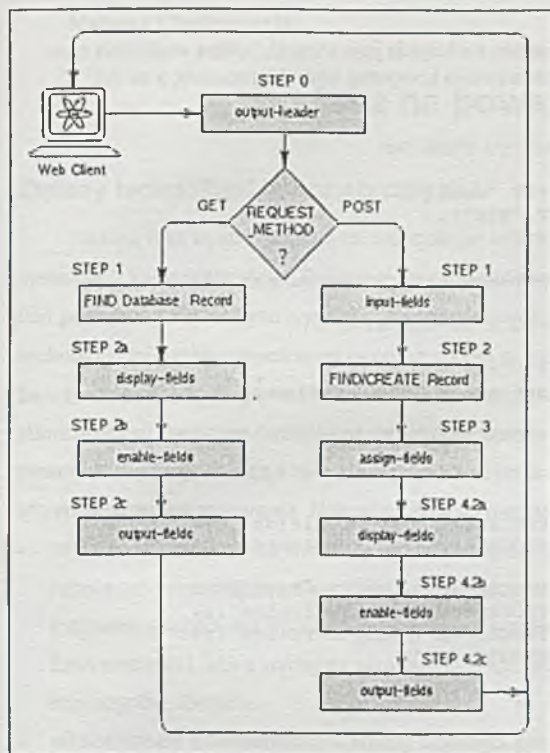 STEP 0
output-header
Web Client
GET
REQUEST
METHOD
?
POST
STEP 1
FIND Database Record
STEP 2a
display-fields
STEP 2b
enable-fields
STEP 2c
output-fields
STEP 1
input-fields
STEP 2
FIND/CREATE Record
STEP 3
assign-fields
STEP 4.2a
display-fields
STEP 4.2b
enable-fields
STEP 4.2c
output-fields